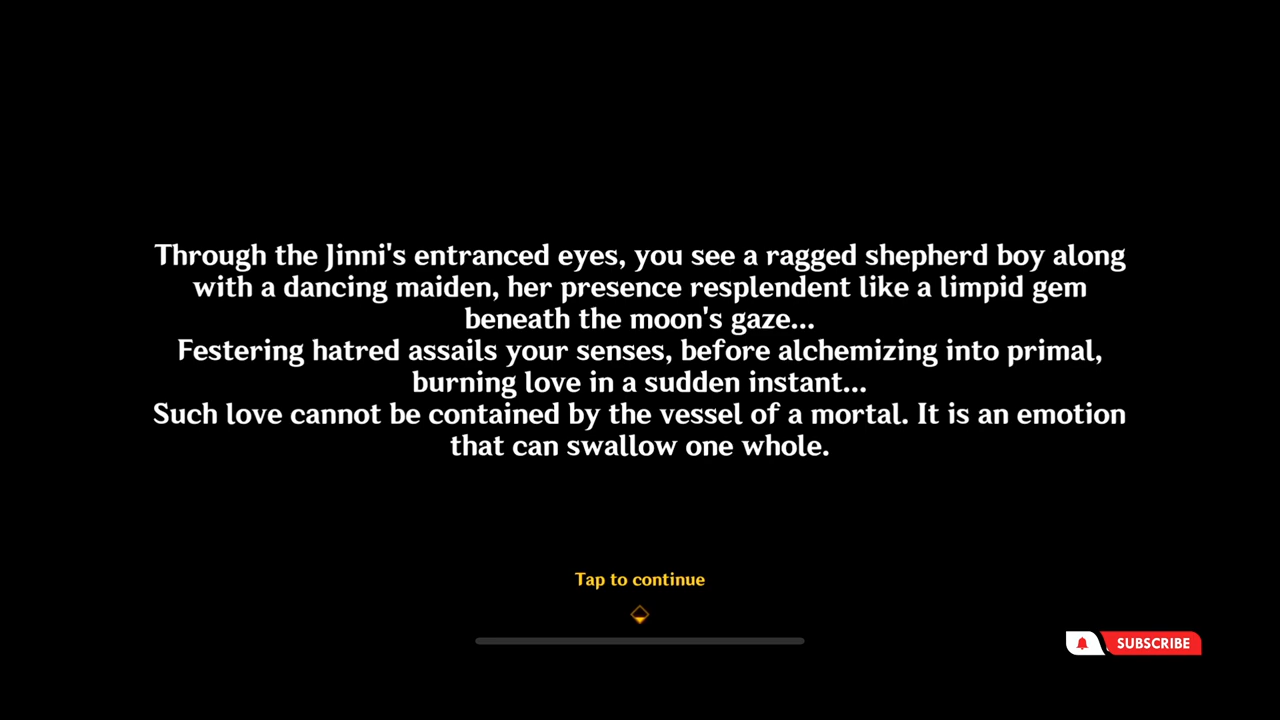 Through the Jinni's entranced eyes, you see a ragged shepherd boy along
with a dancing maiden, her presence resplendent like a limpid gem
beneath the moon's gaze...
Festering hatred assails your senses, before alchemizing into primal,
burning love in a sudden instant...
Such love cannot be contained by the vessel of a mortal. It is an emotion
that can swallow one whole.
Tap to continue
SUBSCRIBE